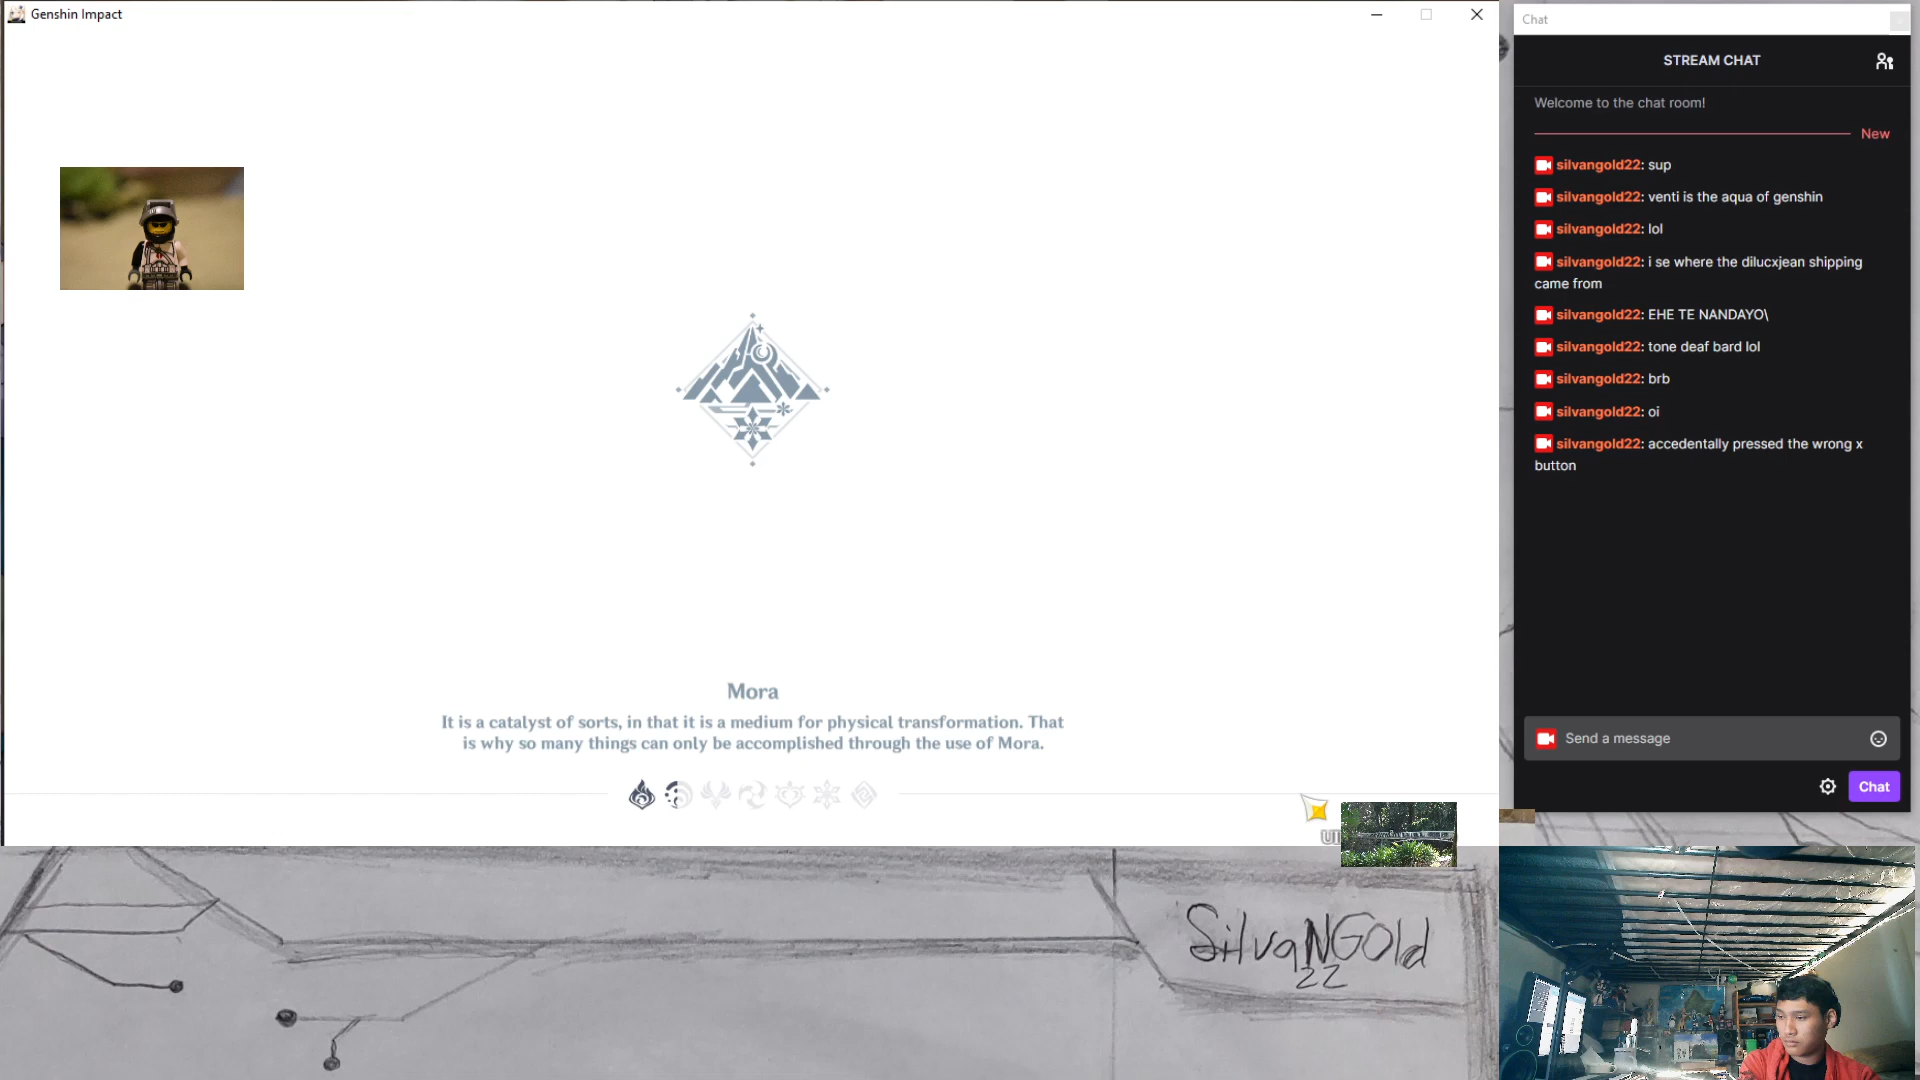 Genshin Impact
Mora
It is a catalyst of sorts, in that it is a medium for physical transformation. That
is why so many things can only be accomplished through the use of Mora.
UI
SilvaNGOld
22
Chat
STREAM CHAT
Welcome to the chat room!
New
silvangold22: sup
silvangold22: venti is the aqua of genshin
silvangold22: lol
silvangold22: i se where the dilucxjean shipping
came from
silvangold22: EHE TE NANDAYO\
silvangold22: tone deaf bard lol
silvangold22: brb
silvangold22: oi
silvangold22: accedentally pressed the wrong x
button
Send a message
Chat